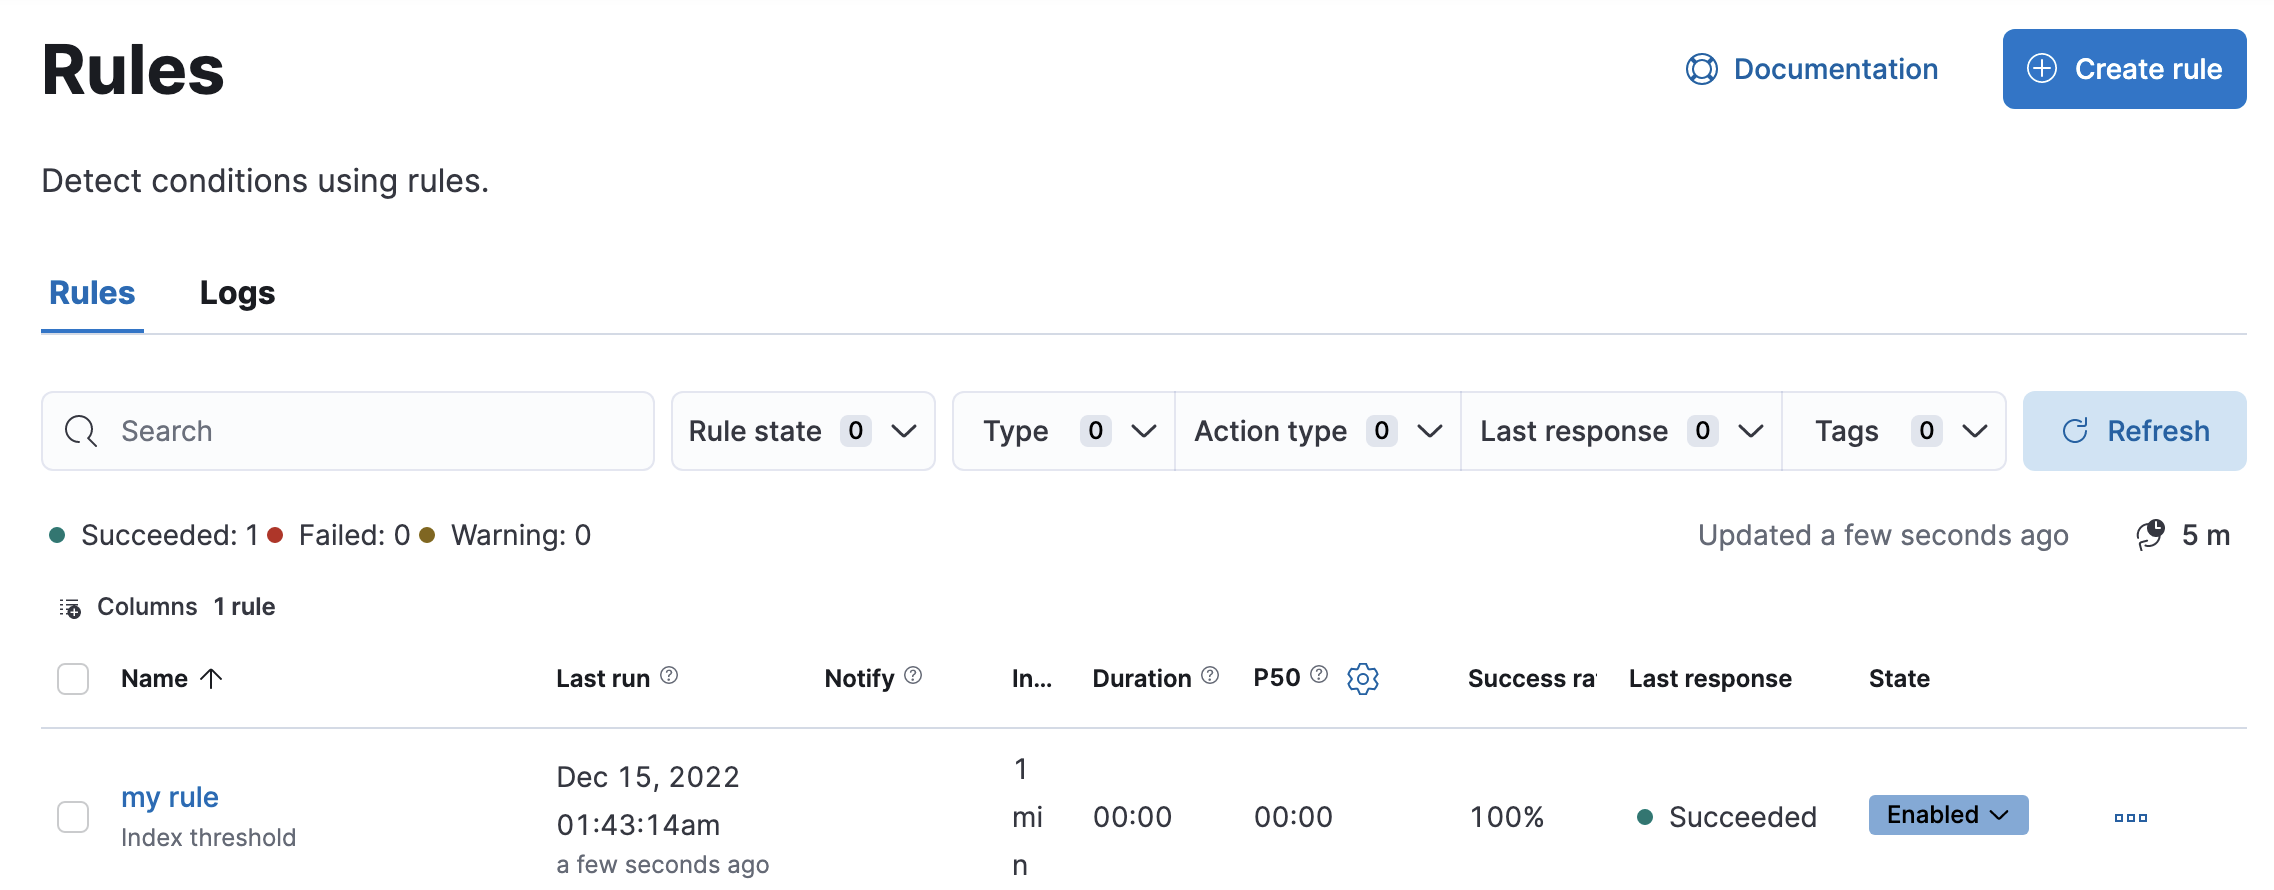 Rules
Documentation
Create rule
Detect conditions using rules.
Rules Logs
Search
Rule state 0
Type 0
Action type 0
Last response 0
Tags 0
Refresh
Succeeded: 1 Failed: 0 Warning: 0
Updated a few seconds ago
5 m
Columns 1 rule
Name Last run Notify In... Duration P50 Success ra Last response State
my rule
Index threshold
Dec 15, 2022
01:43:14am
a few seconds ago
1
mi
n
00:00
00:00
100%
Succeeded
Enabled